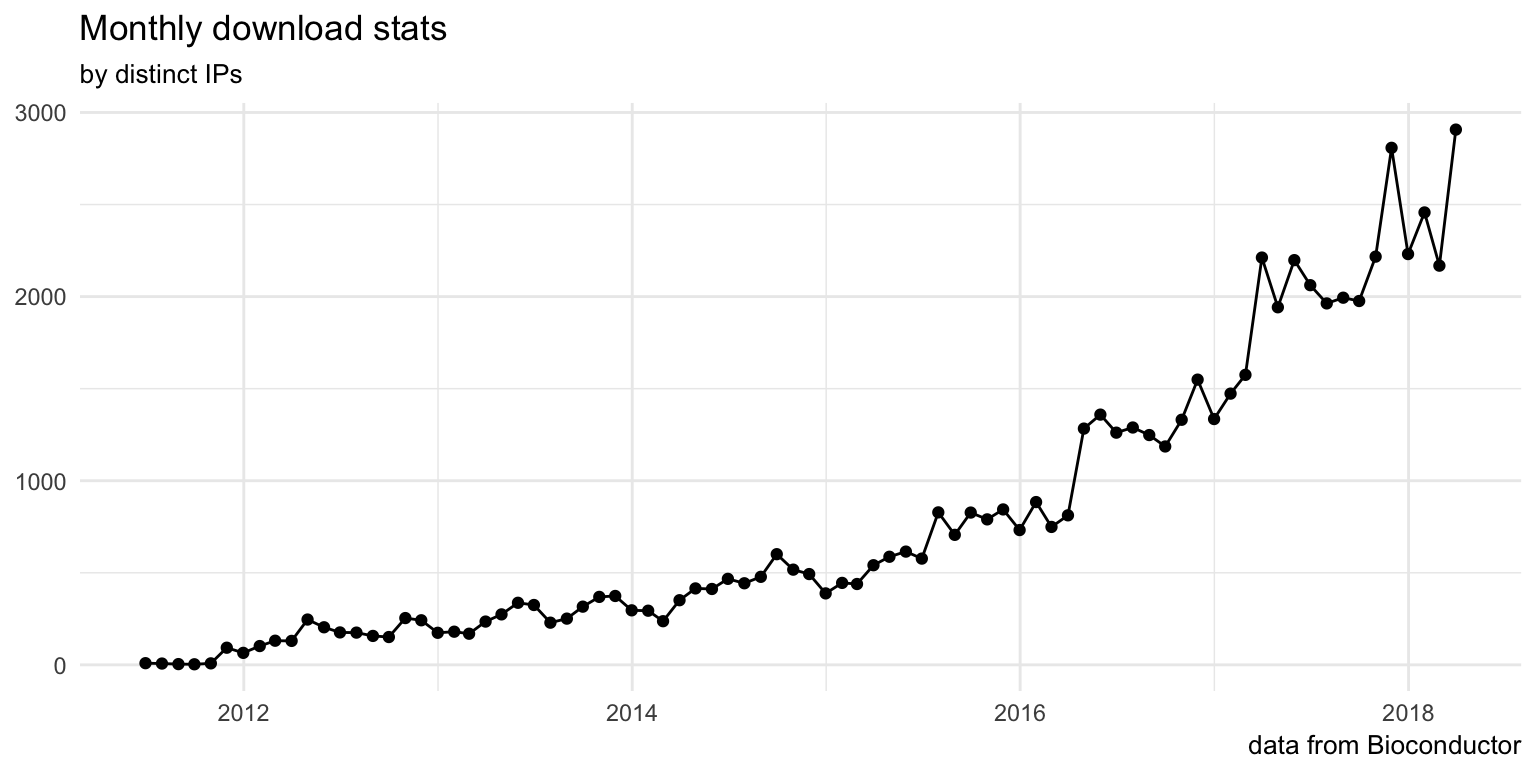 Monthly download stats
by distinct IPs
3000
2000
1000
0
2012 2014 2016 2018
data from Bioconductor